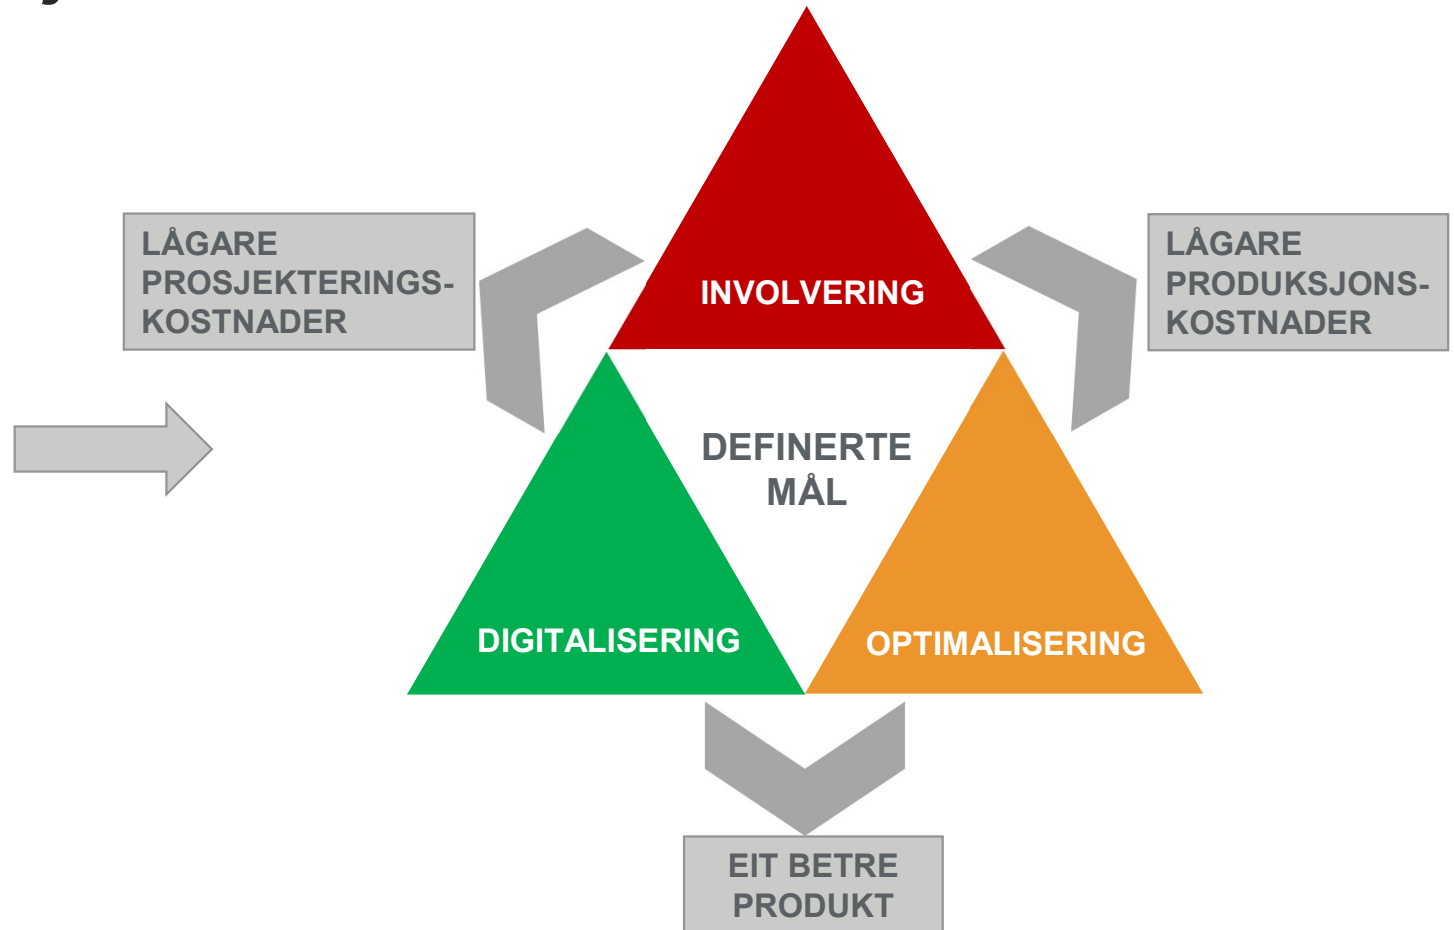 INVOLVERING
LÅGARE
PROSJEKTERINGS-
KOSTNADER
LÅGARE
PRODUKSJONS-
KOSTNADER
DEFINERTE
MÅL
DIGITALISERING
OPTIMALISERING
EIT BETRE
PRODUKT